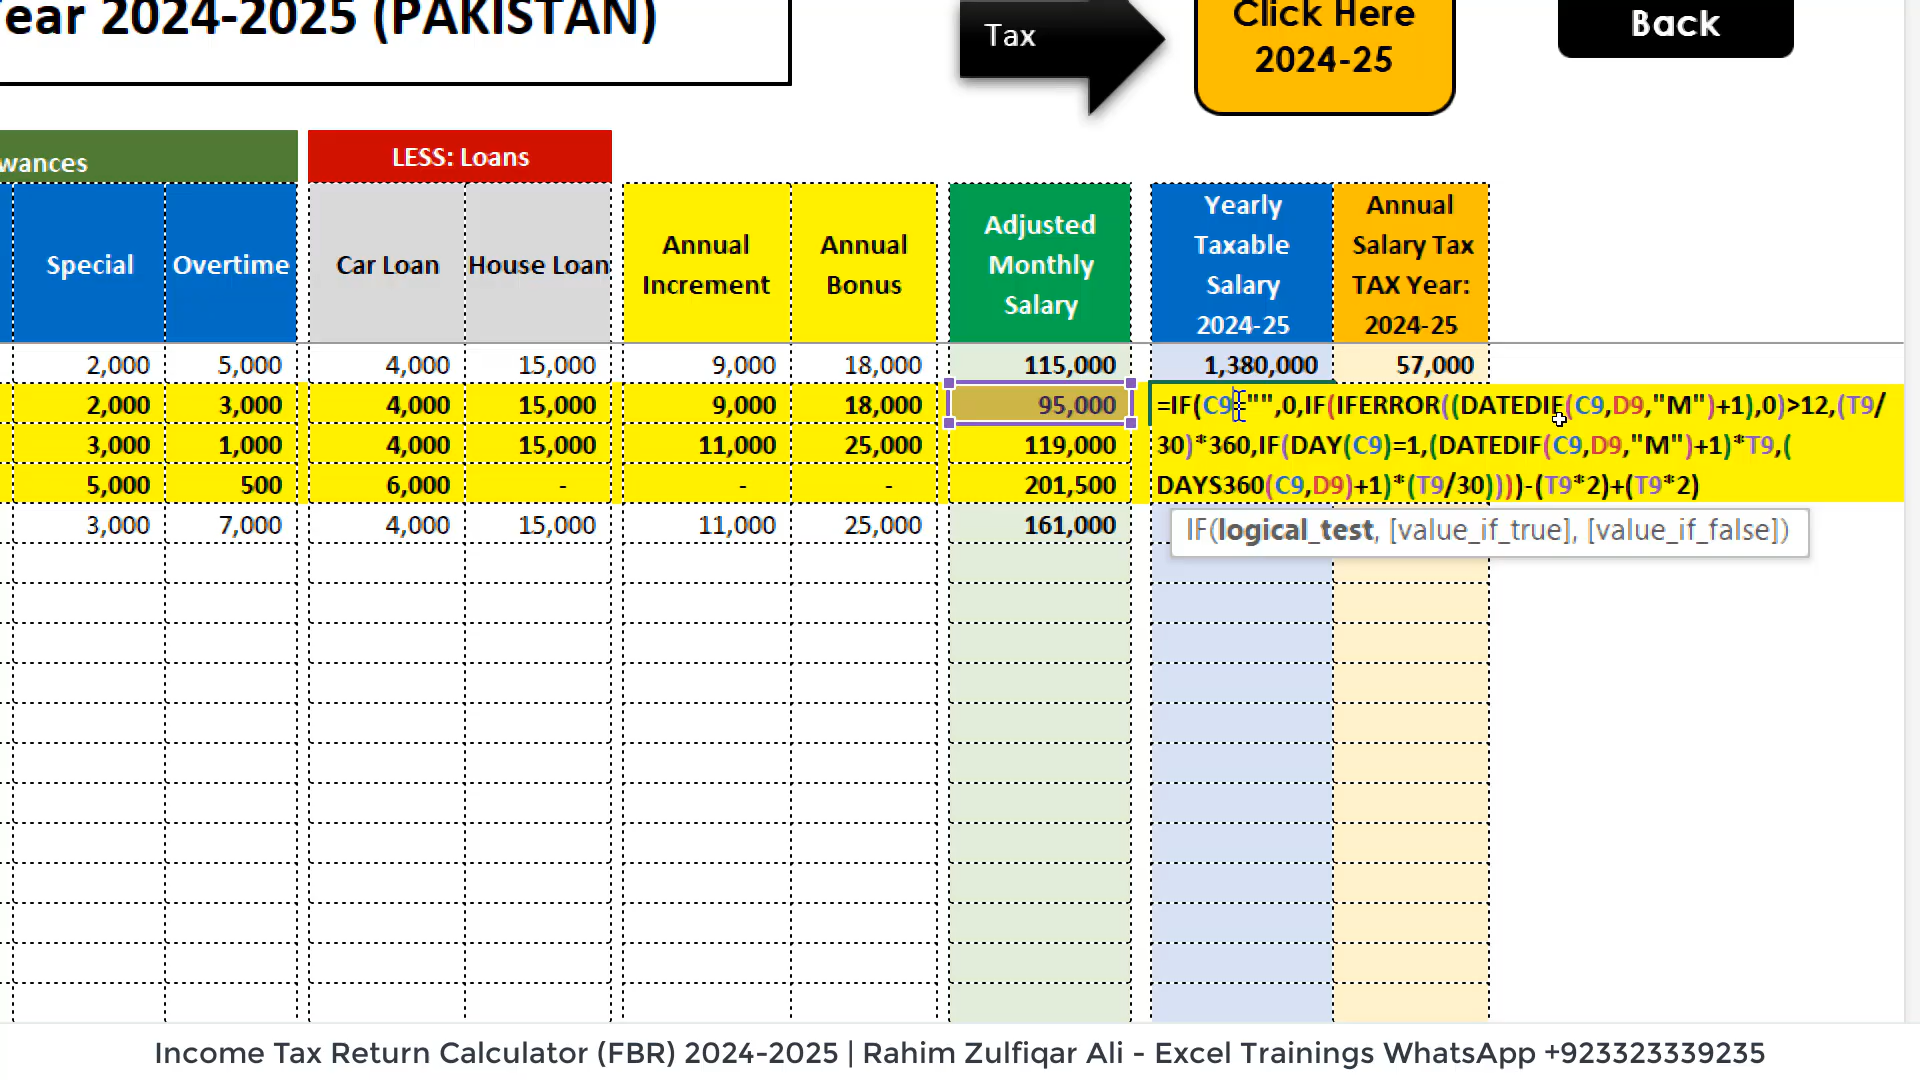 ear 2024-2025 (PAKISTAN)
Tax
Click Here
2024-25
Back
wances
LESS: Loans
Special
Overtime
Car Loan
House Loan
Annual
Increment
Annual
Bonus
Adjusted
Monthly
Salary
Yearly
Taxable
Salary
2024-25
Annual
Salary Tax
TAX Year:
2024-25
2,000 5,000 4,000 15,000 9,000 18,000 115,000 1,380,000 57,000
2,000 3,000 4,000 15,000 9,000 18,000 95,000 =IF(C9="",0,IF(IFERROR((DATEDIF(C9,D9,"M")+1),0)>12,(T9/
3,000 1,000 4,000 15,000 11,000 25,000 119,000 30)*360,IF(DAY(C9)=1,(DATEDIF(C9,D9,"M")+1)*T9,(
5,000 500 6,000 - - - 201,500 DAYS360(C9,D9)+1)*(T9/30))))-(T9*2)+(T9*2)
3,000 7,000 4,000 15,000 11,000 25,000 161,000 IF(logical_test, [value_if_true], [value_if_false])
Income Tax Return Calculator (FBR) 2024-2025 | Rahim Zulfiqar Ali - Excel Trainings WhatsApp +923323339235